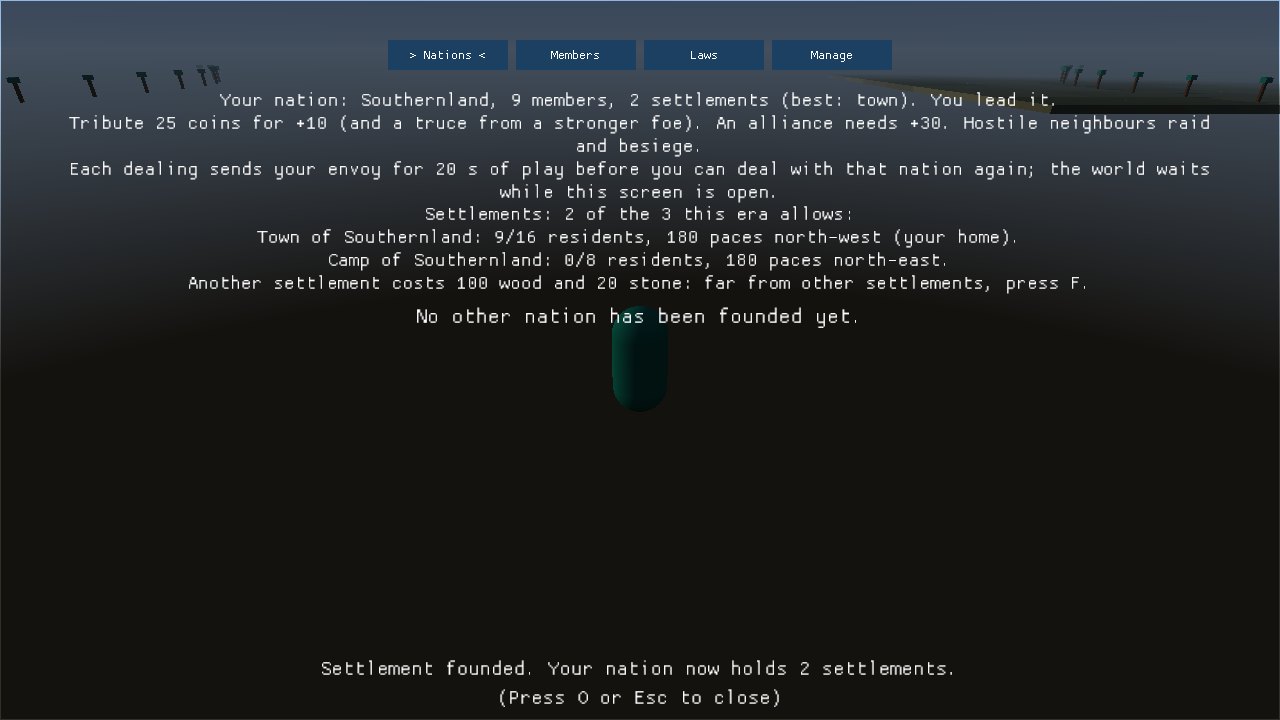 > Nations < Members Laws Manage
Your nation: Southernland, 9 members, 2 settlements (best: town). You lead it.
Tribute 25 coins for +10 (and a truce from a stronger foe). An alliance needs +30. Hostile neighbours raid
and besiege.
Each dealing sends your envoy for 20 s of play before you can deal with that nation again; the world waits
while this screen is open.
Settlements: 2 of the 3 this era allows:
Town of Southernland: 9/16 residents, 180 paces north-west (your home).
Camp of Southernland: 0/8 residents, 180 paces north-east.
Another settlement costs 100 wood and 20 stone: far from other settlements, press F.
No other nation has been founded yet.
Settlement founded. Your nation now holds 2 settlements.
(Press O or Esc to close)